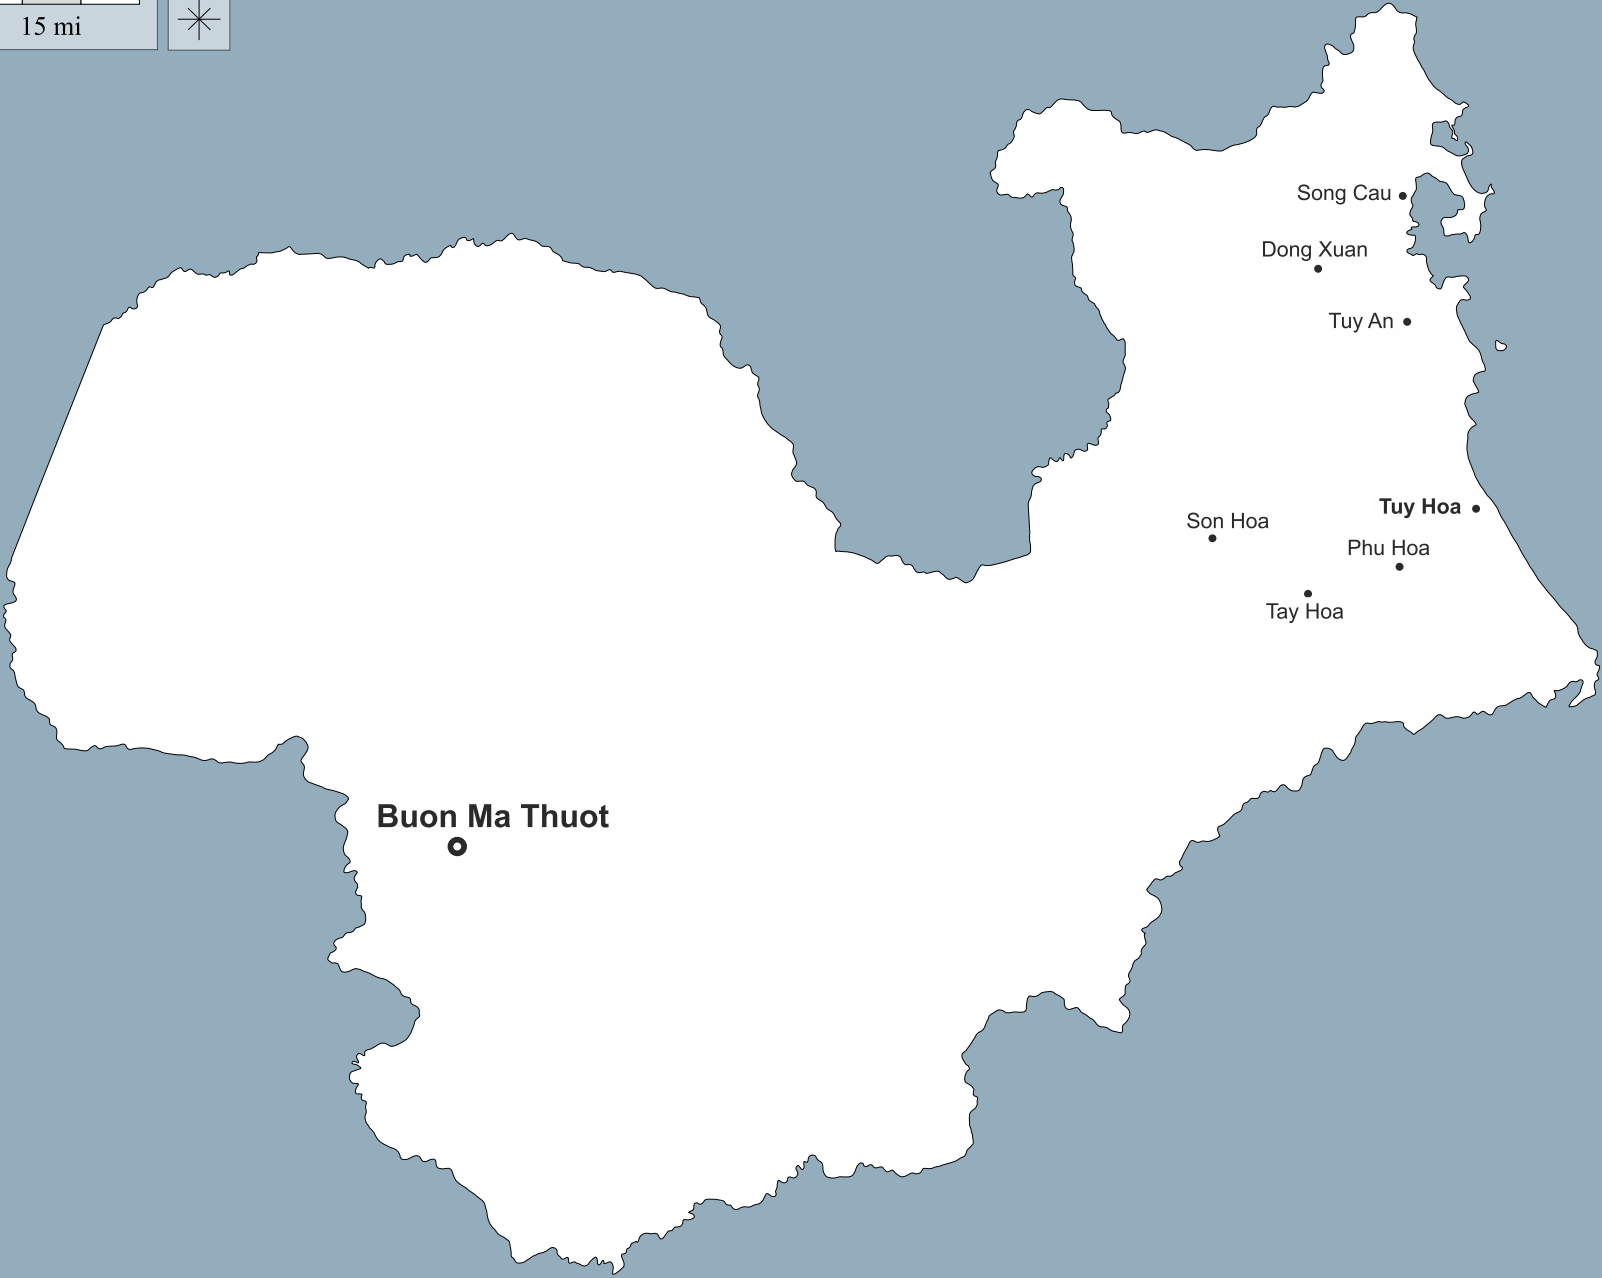 15 mi
Song Cau
Dong Xuan
Tuy An
Tuy Hoa
Son Hoa
Phu Hoa
Tay Hoa
Buon Ma Thuot